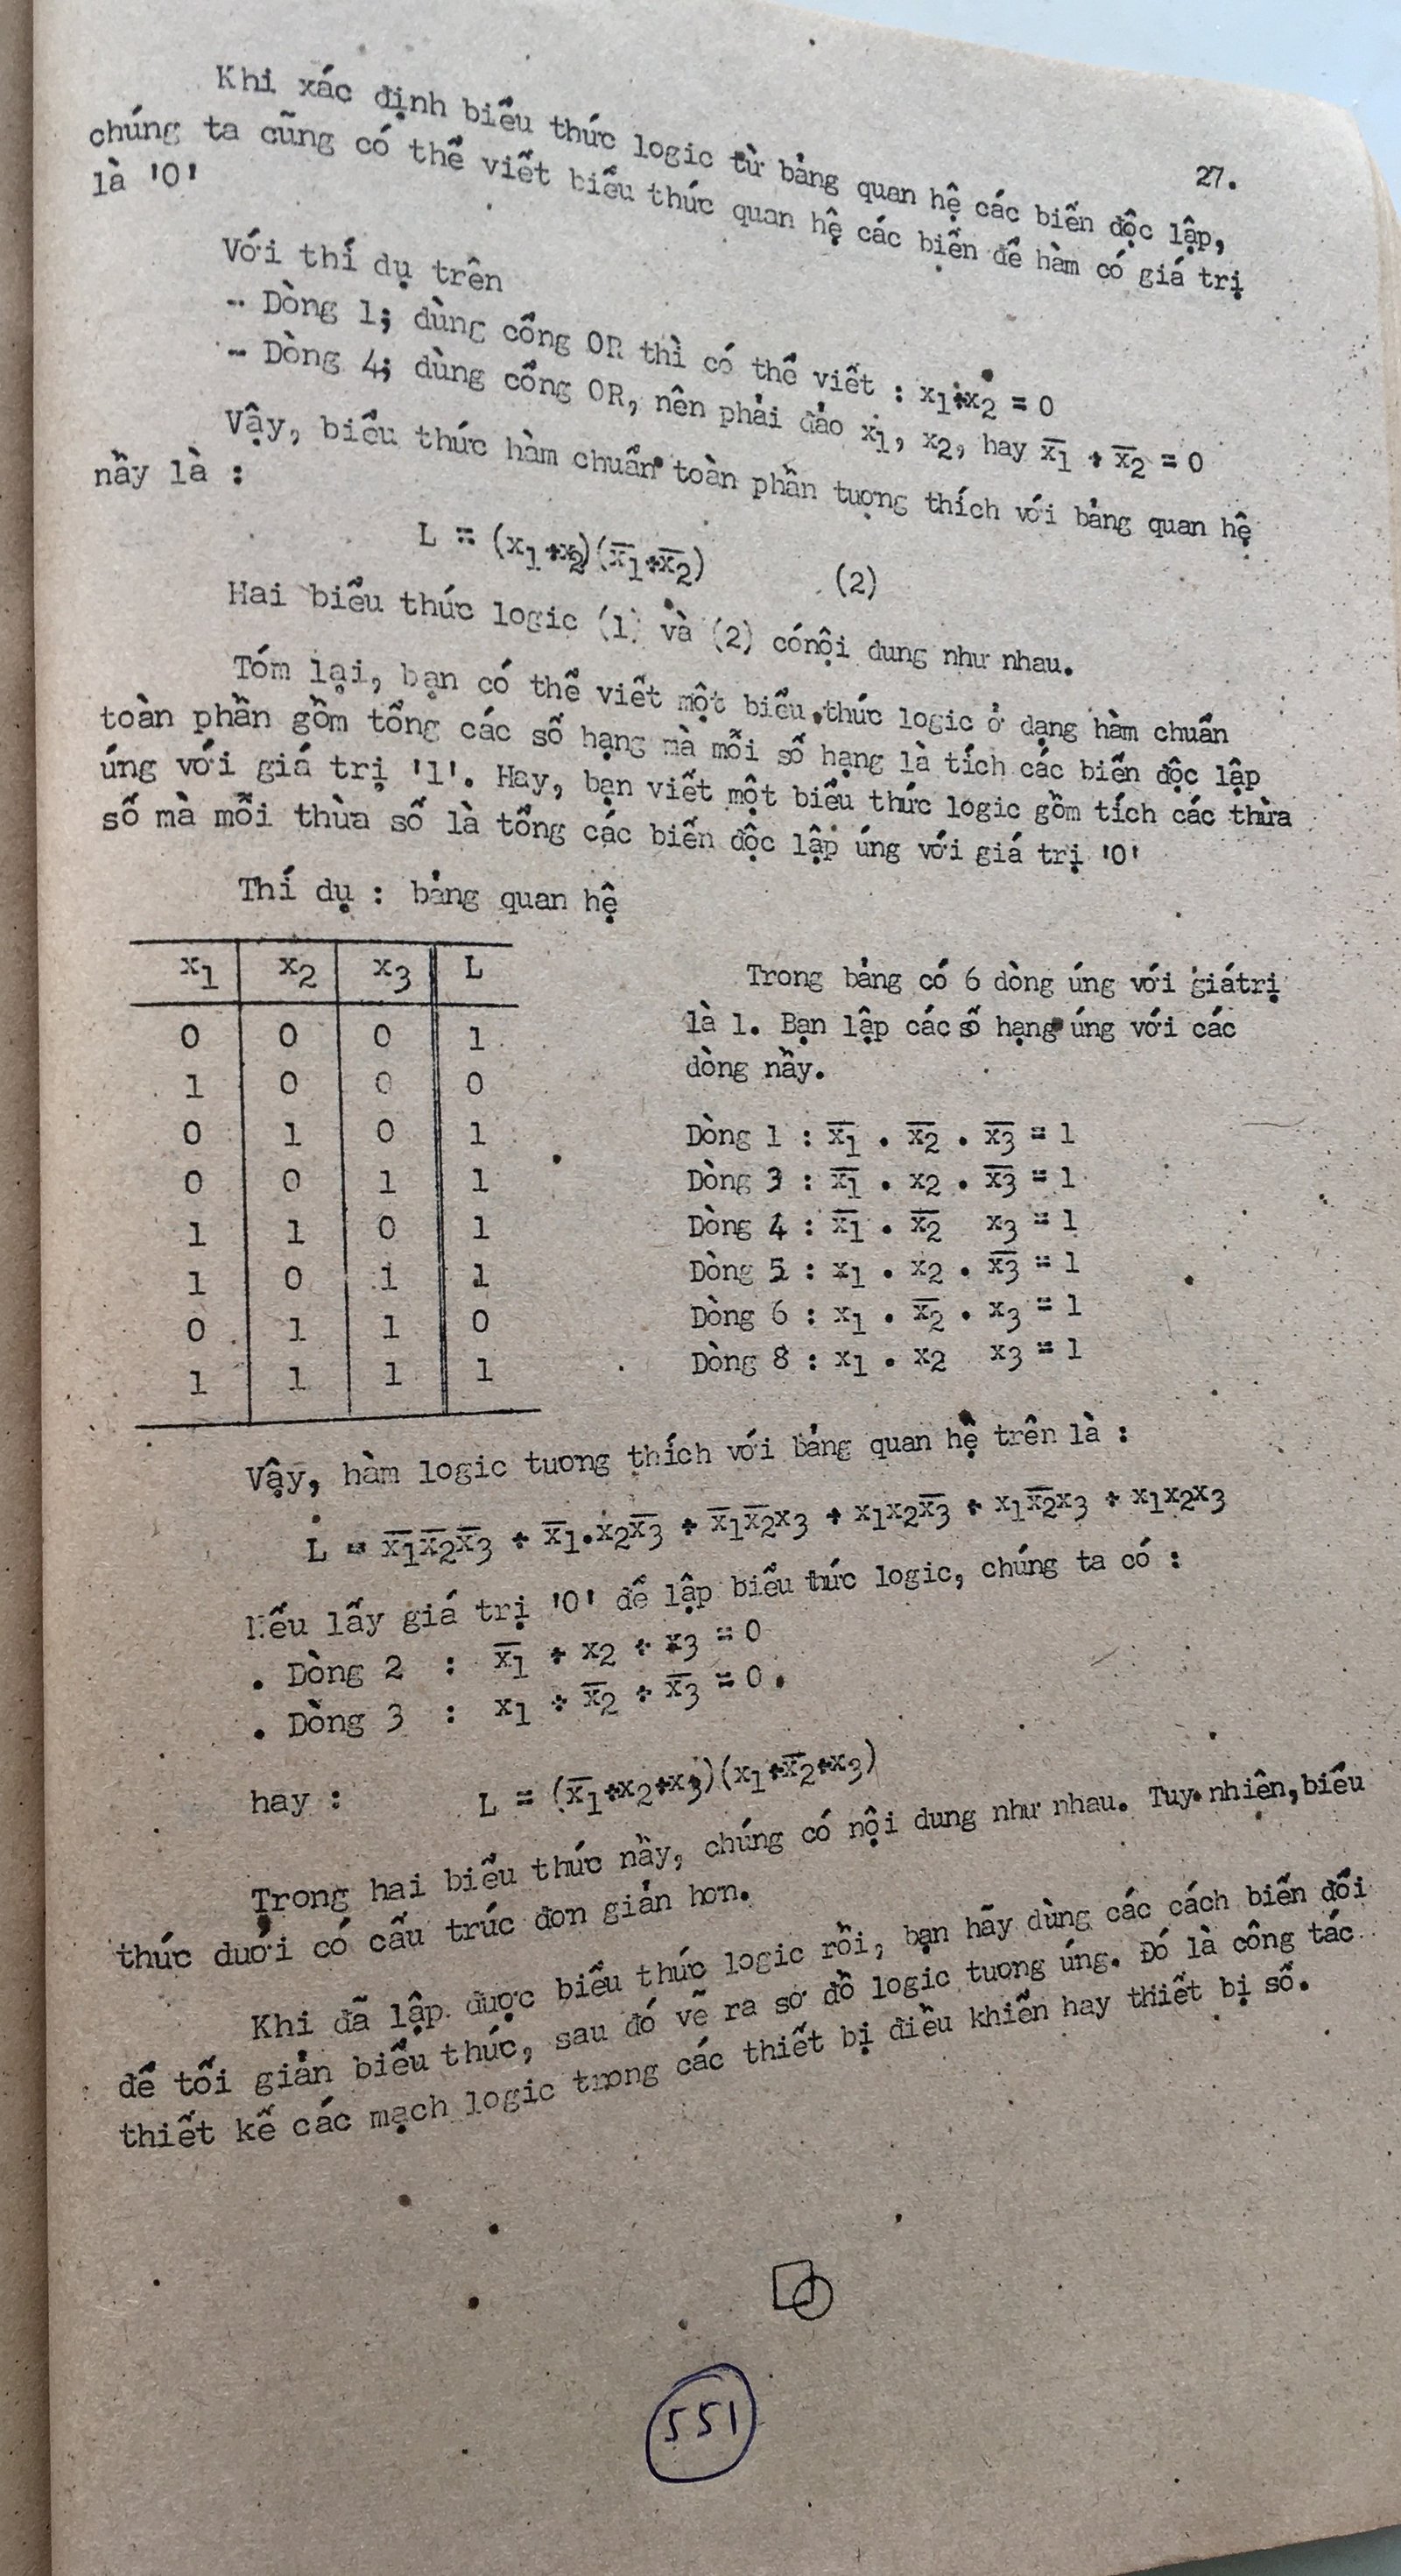 27.
Khi xác định biểu thức logic từ bảng quan hệ các biến độc lập,
chúng ta cũng có thể viết biểu thức quan hệ các biến để hàm có giá trị
là '0'
Với thí dụ trên
- Dòng 1; dùng cổng OR thì có thể viết : x₁+x₂ = 0
- Dòng 4; dùng cổng OR, nên phải đảo x₁, x₂, hay x̅₁ + x̅₂ = 0
Vậy, biểu thức hàm chuẩn toàn phần tương thích với bảng quan hệ
nầy là :
L = (x₁+x₂)(x̅₁+x̅₂) (2)
Hai biểu thức logic (1) và (2) cónội dung như nhau.
Tóm lại, bạn có thể viết một biểu thức logic ở dạng hàm chuẩn
toàn phần gồm tổng các số hạng mà mỗi số hạng là tích các biến độc lập
úng với giá trị '1'. Hay, bạn viết một biểu thức logic gồm tích các thừa
số mà mỗi thừa số là tổng các biến độc lập úng với giá trị '0'
Thí dụ : bảng quan hệ
x₁ x₂ x₃ L
0 0 0 1
1 0 0 0
0 1 0 1
0 0 1 1
1 1 0 1
1 0 1 1
0 1 1 0
1 1 1 1
Trong bảng có 6 dòng úng với giátrị
là 1. Bạn lập các số hạng úng với các
dòng nầy.
Dòng 1 : x̅₁ . x̅₂ . x̅₃ = 1
Dòng 3 : x̅₁ . x₂ . x̅₃ = 1
Dòng 4 : x̅₁ . x̅₂ x₃ = 1
Dòng 5 : x₁ . x₂ . x̅₃ = 1
Dòng 6 : x₁ . x̅₂ . x₃ = 1
Dòng 8 : x₁ . x₂ x₃ = 1
Vậy, hàm logic tương thích với bảng quan hệ trên là :
L = x̅₁x̅₂x̅₃ + x̅₁.x₂x̅₃ + x̅₁x̅₂x₃ + x₁x₂x̅₃ + x₁x̅₂x₃ + x₁x₂x₃
Nếu lấy giá trị '0' để lập biểu thức logic, chúng ta có :
. Dòng 2 : x̅₁ + x₂ + x₃ = 0
. Dòng 3 : x₁ + x̅₂ + x̅₃ = 0.
hay : L = (x̅₁+x₂+x₃)(x₁+x̅₂+x₃)
Trong hai biểu thức nầy, chúng có nội dung như nhau. Tuy nhiên, biểu
thức dưới có cấu trúc đơn giản hơn.
Khi đã lập được biểu thức logic rồi, bạn hãy dùng các cách biến đổi
để tối giản biểu thức, sau đó vẽ ra sơ đồ logic tương úng. Đó là công tác
thiết kế các mạch logic trong các thiết bị điều khiển hay thiết bị số.
551